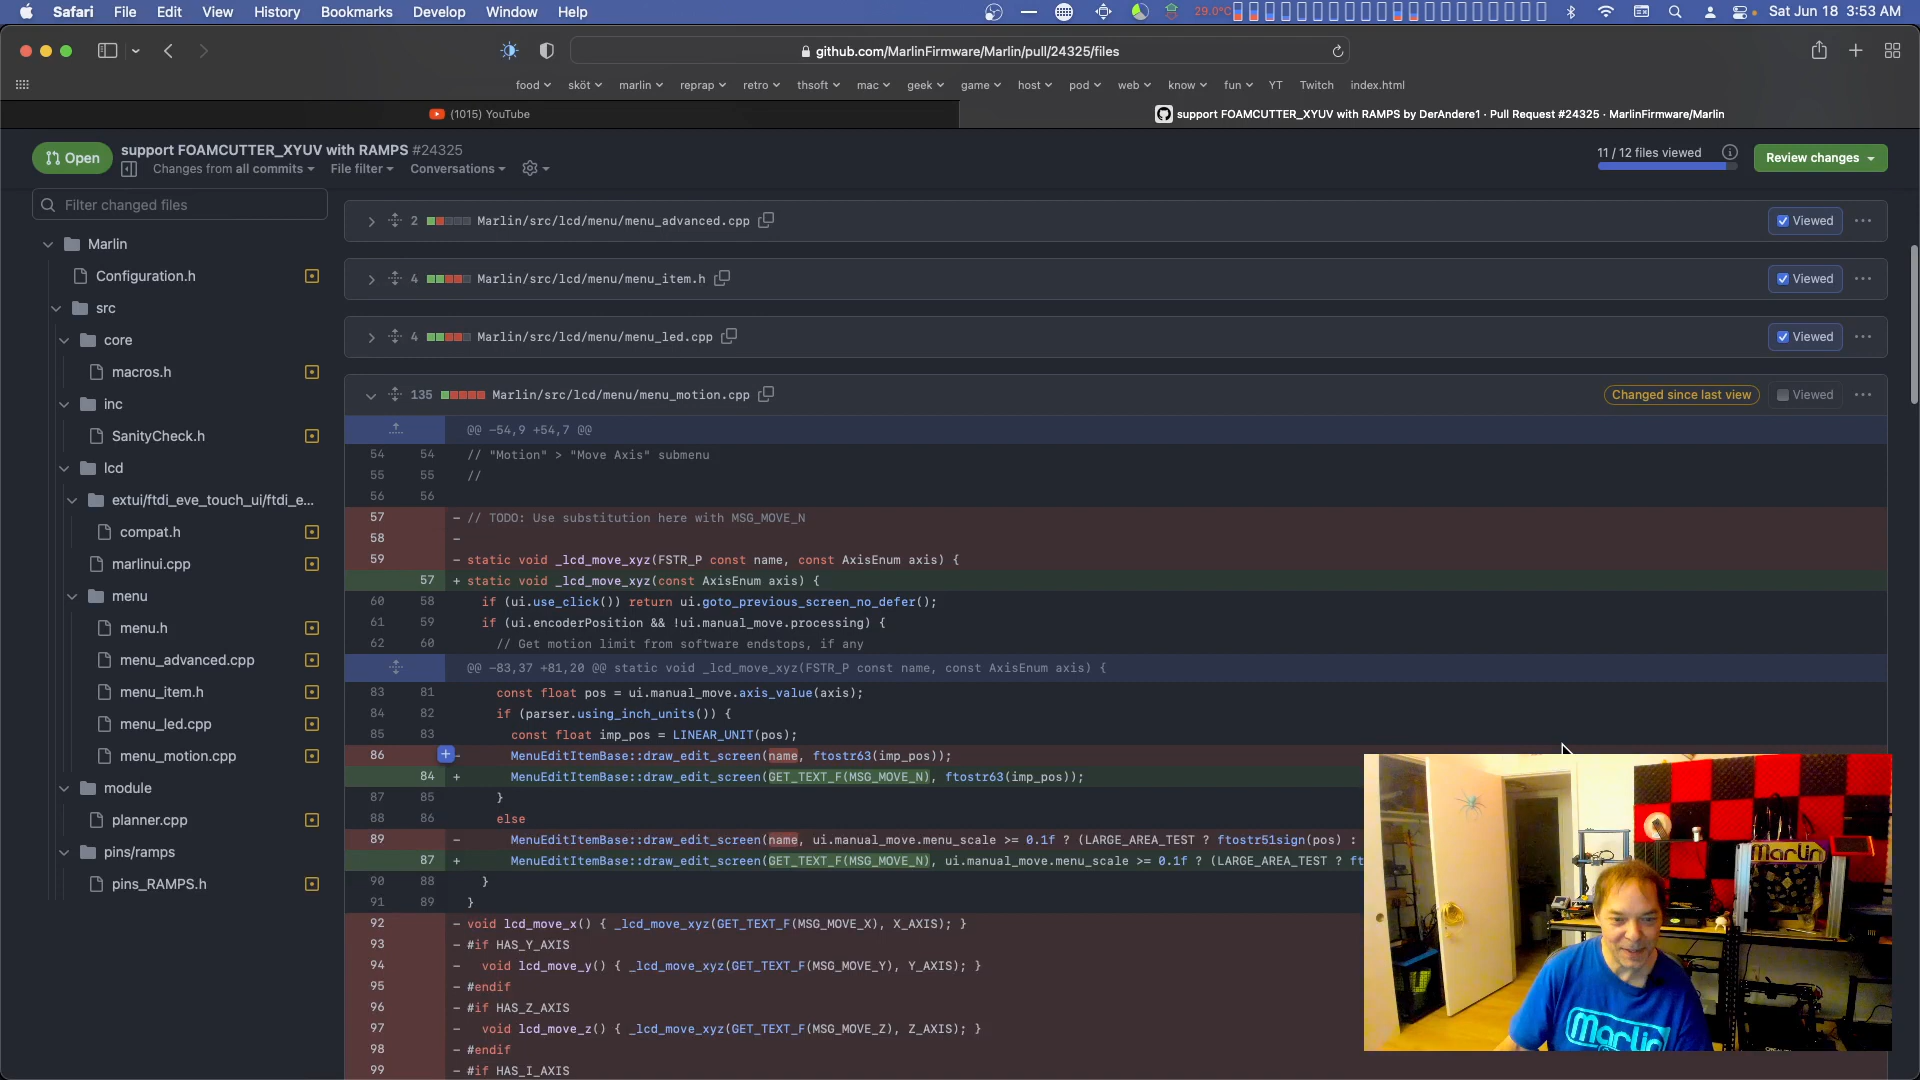 Safari File Edit View History Bookmarks Develop Window Help 29.0°C Sat Jun 18 3:53 AM
github.com/MarlinFirmware/Marlin/pull/24325/files
food sköt marlin reprap retro thsoft mac geek game host pod web know fun YT Twitch index.html
(1015) YouTube
support FOAMCUTTER_XYUV with RAMPS by DerAndere1 · Pull Request #24325 · MarlinFirmware/Marlin
Open
support FOAMCUTTER_XYUV with RAMPS #24325
Changes from all commits File filter Conversations
11 / 12 files viewed
Review changes
Filter changed files
Marlin
Configuration.h
src
core
macros.h
inc
SanityCheck.h
lcd
extui/ftdi_eve_touch_ui/ftdi_e...
compat.h
marlinui.cpp
menu
menu.h
menu_advanced.cpp
menu_item.h
menu_led.cpp
menu_motion.cpp
module
planner.cpp
pins/ramps
pins_RAMPS.h
2 Marlin/src/lcd/menu/menu_advanced.cpp Viewed
4 Marlin/src/lcd/menu/menu_item.h Viewed
4 Marlin/src/lcd/menu/menu_led.cpp Viewed
135 Marlin/src/lcd/menu/menu_motion.cpp Changed since last view Viewed
@@ -54,9 +54,7 @@
54 54 // "Motion" > "Move Axis" submenu
55 55 //
56 56
57 - // TODO: Use substitution here with MSG_MOVE_N
58 -
59 - static void _lcd_move_xyz(FSTR_P const name, const AxisEnum axis) {
57 + static void _lcd_move_xyz(const AxisEnum axis) {
60 58 if (ui.use_click()) return ui.goto_previous_screen_no_defer();
61 59 if (ui.encoderPosition && !ui.manual_move.processing) {
62 60 // Get motion limit from software endstops, if any
@@ -83,37 +81,20 @@ static void _lcd_move_xyz(FSTR_P const name, const AxisEnum axis) {
83 81 const float pos = ui.manual_move.axis_value(axis);
84 82 if (parser.using_inch_units()) {
85 83 const float imp_pos = LINEAR_UNIT(pos);
86 + - MenuEditItemBase::draw_edit_screen(name, ftostr63(imp_pos));
84 + MenuEditItemBase::draw_edit_screen(GET_TEXT_F(MSG_MOVE_N), ftostr63(imp_pos));
87 85 }
88 86 else
89 - MenuEditItemBase::draw_edit_screen(name, ui.manual_move.menu_scale >= 0.1f ? (LARGE_AREA_TEST ? ftostr51sign(pos) :
87 + MenuEditItemBase::draw_edit_screen(GET_TEXT_F(MSG_MOVE_N), ui.manual_move.menu_scale >= 0.1f ? (LARGE_AREA_TEST ? ft
90 88 }
91 89 }
92 - void lcd_move_x() { _lcd_move_xyz(GET_TEXT_F(MSG_MOVE_X), X_AXIS); }
93 - #if HAS_Y_AXIS
94 - void lcd_move_y() { _lcd_move_xyz(GET_TEXT_F(MSG_MOVE_Y), Y_AXIS); }
95 - #endif
96 - #if HAS_Z_AXIS
97 - void lcd_move_z() { _lcd_move_xyz(GET_TEXT_F(MSG_MOVE_Z), Z_AXIS); }
98 - #endif
99 - #if HAS_I_AXIS
Marlin
Marlin